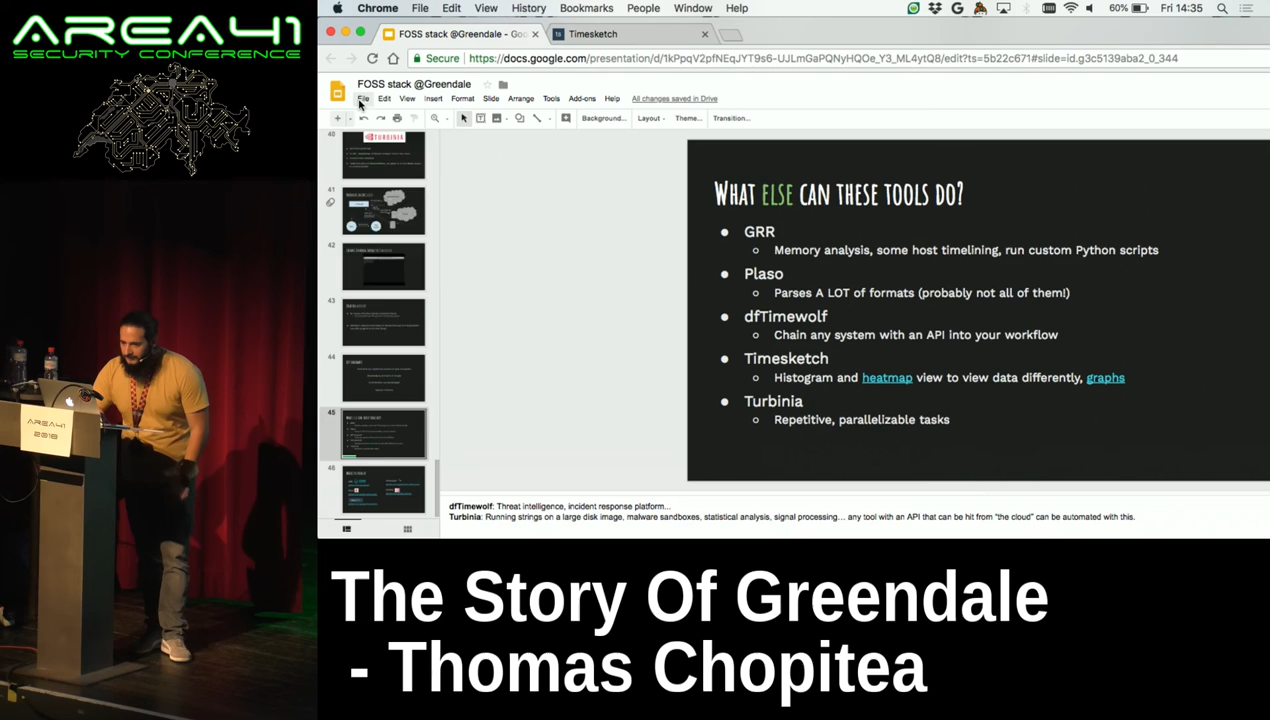 AREA41
SECURITY CONFERENCE
Chrome File Edit View History Bookmarks People Window Help
60% Fri 14:35
FOSS stack @Greendale - Goo
Timesketch
Secure https://docs.google.com/presentation/d/1kPpqV2pfNEqJYT9s6-UJLmGaPQNyHQOe_Y3_ML4ytQ8/edit?ts=5b22c671#slide=id.g3c5139aba2_0_344
FOSS stack @Greendale
File Edit View Insert Format Slide Arrange Tools Add-ons Help All changes saved in Drive
Background... Layout Theme... Transition...
40
TURBINIA
41
42
43
44
45
46
What else can these tools do?
GRR
Memory analysis, some host timelining, run custom Python scripts
Plaso
Parses A LOT of formats (probably not all of them!)
dfTimewolf
Chain any system with an API into your workflow
Timesketch
Histogram and heatmap view to view data differently, graphs
Turbinia
Repetitive, parallelizable tasks
dfTimewolf: Threat intelligence, incident response platform...
Turbinia: Running strings on a large disk image, malware sandboxes, statistical analysis, signal processing... any tool with an API that can be hit from "the cloud" can be automated with this.
AREA41
2018
The Story Of Greendale
- Thomas Chopitea